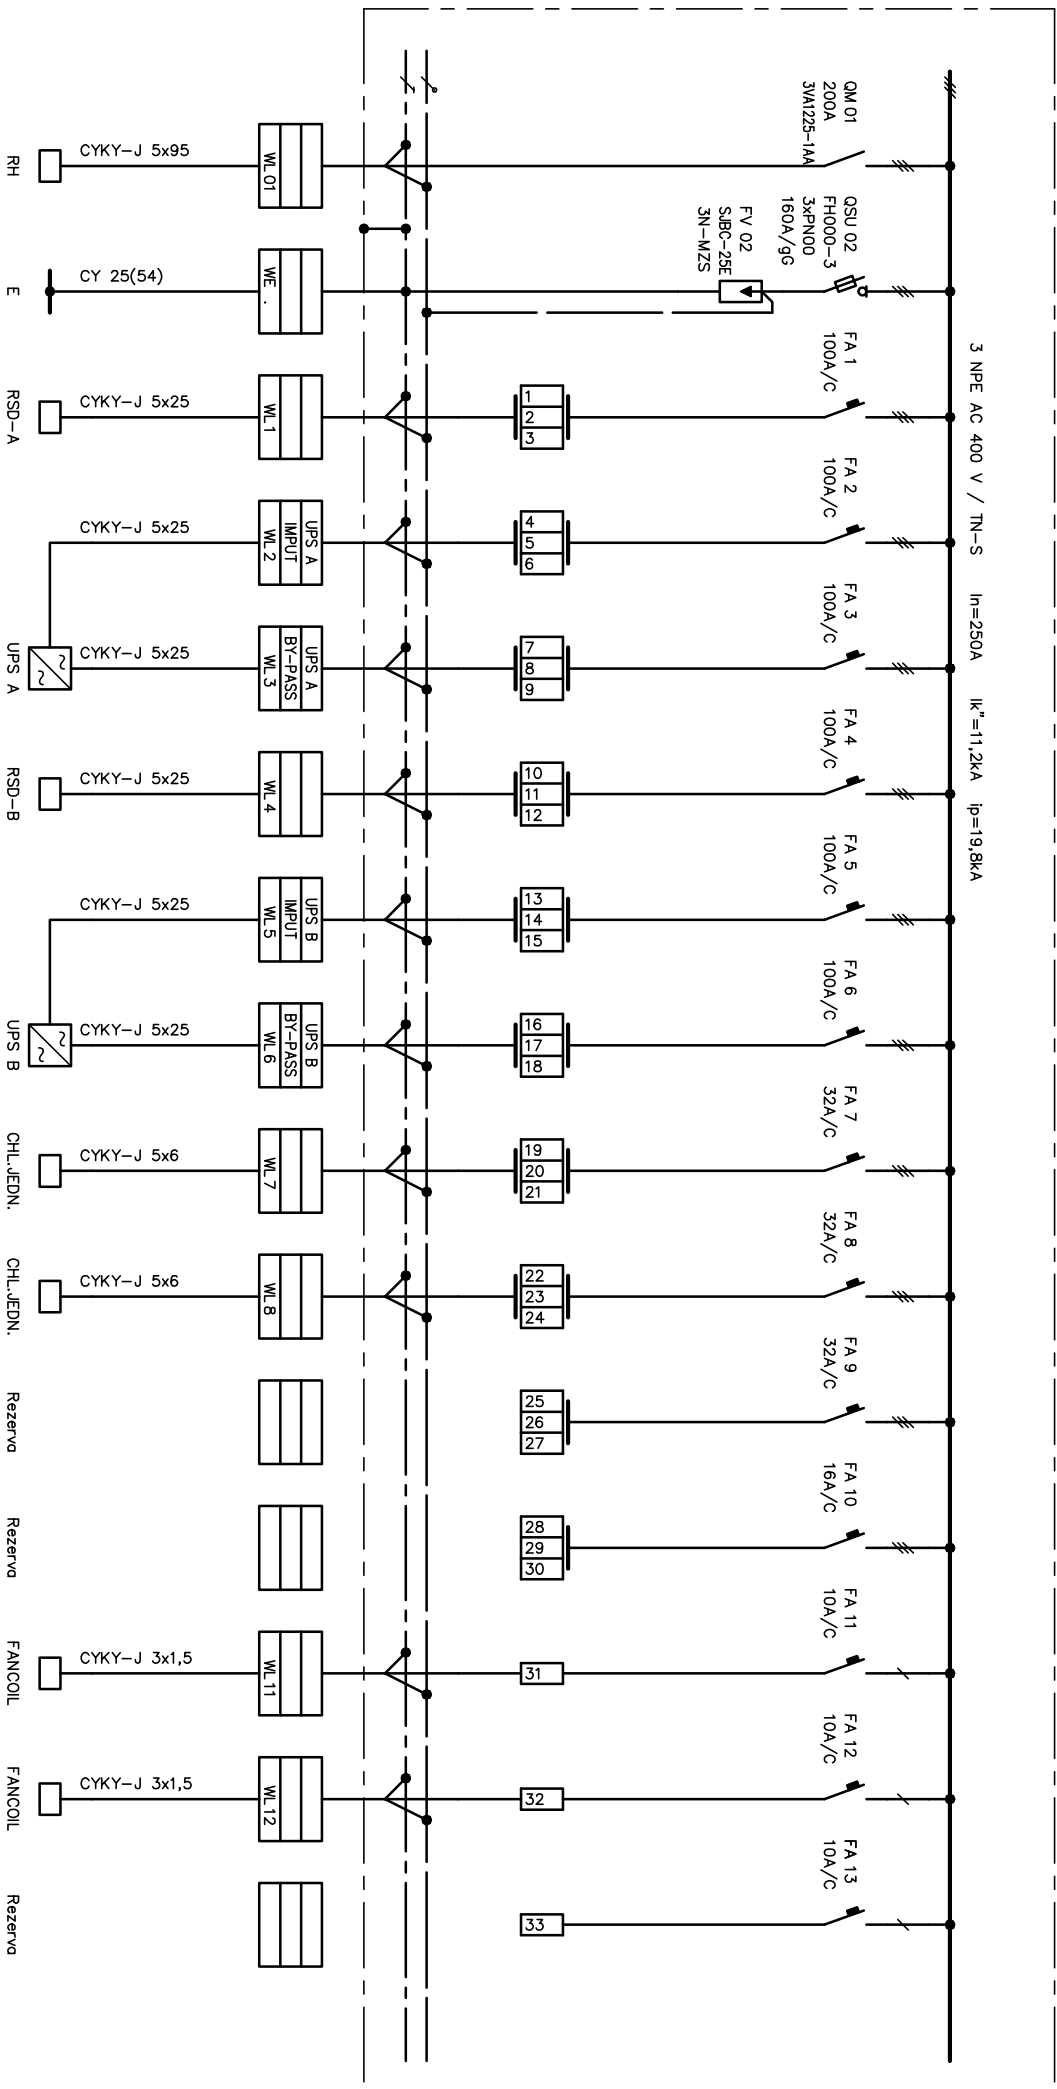 3 NPE AC 400 V / TN-S In=250A Ik"=11,2kA ip=19,8kA
QM 01
200A
3VA1225-1AA
QSU 02
FH000-3
3xPN00
160A/gG
FV 02
SJBC-25E
3N-MZS
FA 1
100A/C
FA 2
100A/C
FA 3
100A/C
FA 4
100A/C
FA 5
100A/C
FA 6
100A/C
FA 7
32A/C
FA 8
32A/C
FA 9
32A/C
FA 10
16A/C
FA 11
10A/C
FA 12
10A/C
FA 13
10A/C
1
2
3
4
5
6
7
8
9
10
11
12
13
14
15
16
17
18
19
20
21
22
23
24
25
26
27
28
29
30
31
32
33
WL 01
WE .
WL 1
UPS A
IMPUT
WL 2
UPS A
BY-PASS
WL 3
WL 4
UPS B
IMPUT
WL 5
UPS B
BY-PASS
WL 6
WL 7
WL 8
WL 11
WL 12
CYKY-J 5x95
CY 25(54)
CYKY-J 5x25
CYKY-J 5x25
CYKY-J 5x25
CYKY-J 5x25
CYKY-J 5x25
CYKY-J 5x25
CYKY-J 5x6
CYKY-J 5x6
CYKY-J 3x1,5
CYKY-J 3x1,5
~
~
~
~
RH
E
RSD-A
UPS A
RSD-B
UPS B
CHL.JEDN.
CHL.JEDN.
Rezerva
Rezerva
FANCOIL
FANCOIL
Rezerva